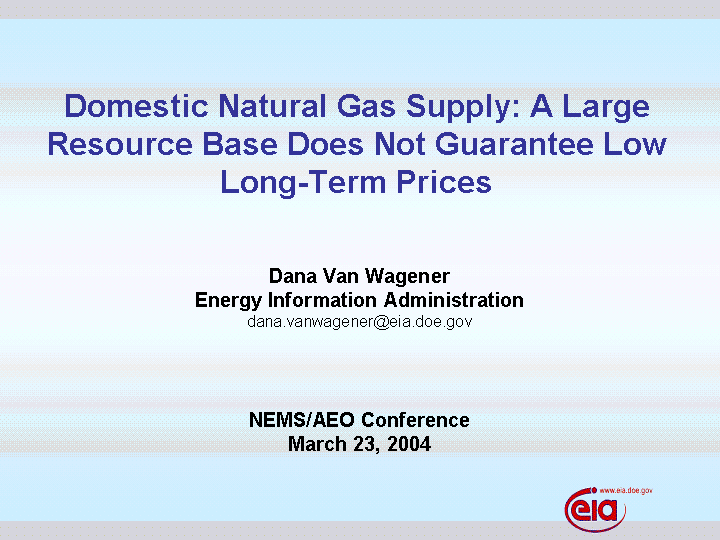 Domestic Natural Gas Supply: A Large
Resource Base Does Not Guarantee Low
Long-Term Prices
Dana Van Wagener
Energy Information Administration
dana.vanwagener@eia.doe.gov
NEMS/AEO Conference
March 23, 2004
www.eia.doe.gov
eia